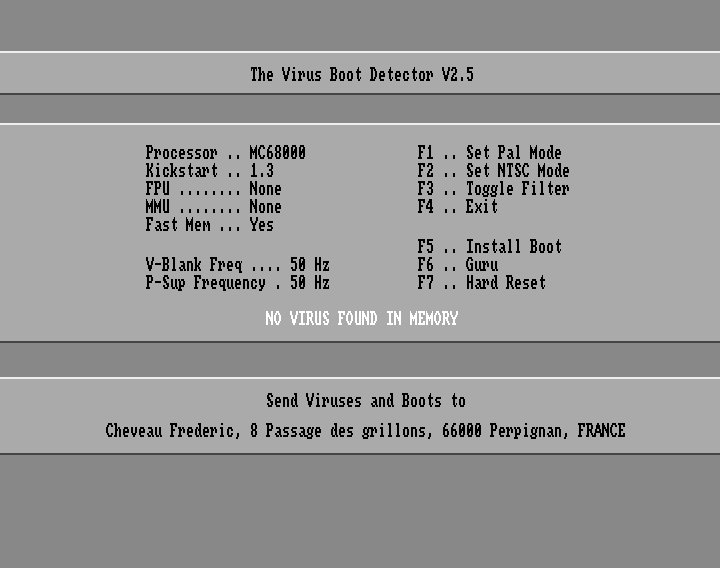 The Virus Boot Detector V2.5
Processor .. MC68000
Kickstart .. 1.3
FPU ........ None
MMU ........ None
Fast Mem ... Yes
V-Blank Freq .... 50 Hz
P-Sup Frequency . 50 Hz
F1 .. Set Pal Mode
F2 .. Set NTSC Mode
F3 .. Toggle Filter
F4 .. Exit
F5 .. Install Boot
F6 .. Guru
F7 .. Hard Reset
NO VIRUS FOUND IN MEMORY
Send Viruses and Boots to
Cheveau Frederic, 8 Passage des grillons, 66000 Perpignan, FRANCE